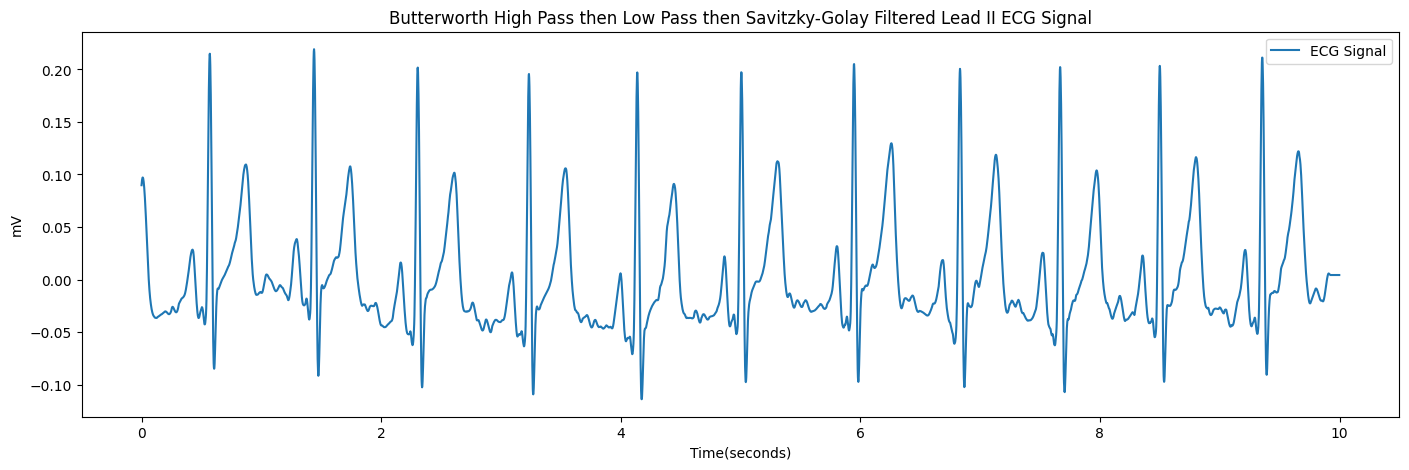 Butterworth High Pass then Low Pass then Savitzky-Golay Filtered Lead II ECG Signal
ECG Signal
0.20
0.15
0.10
0.05
0.00
−0.05
−0.10
mV
0 2 4 6 8 10
Time(seconds)